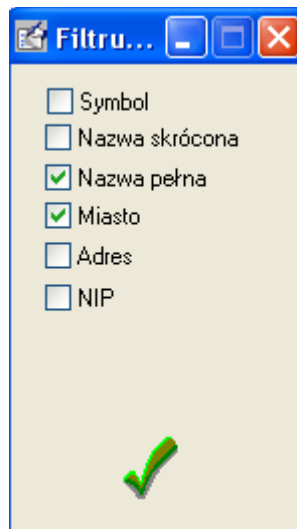 Filtru...
Symbol
Nazwa skrócona
Nazwa pełna
Miasto
Adres
NIP